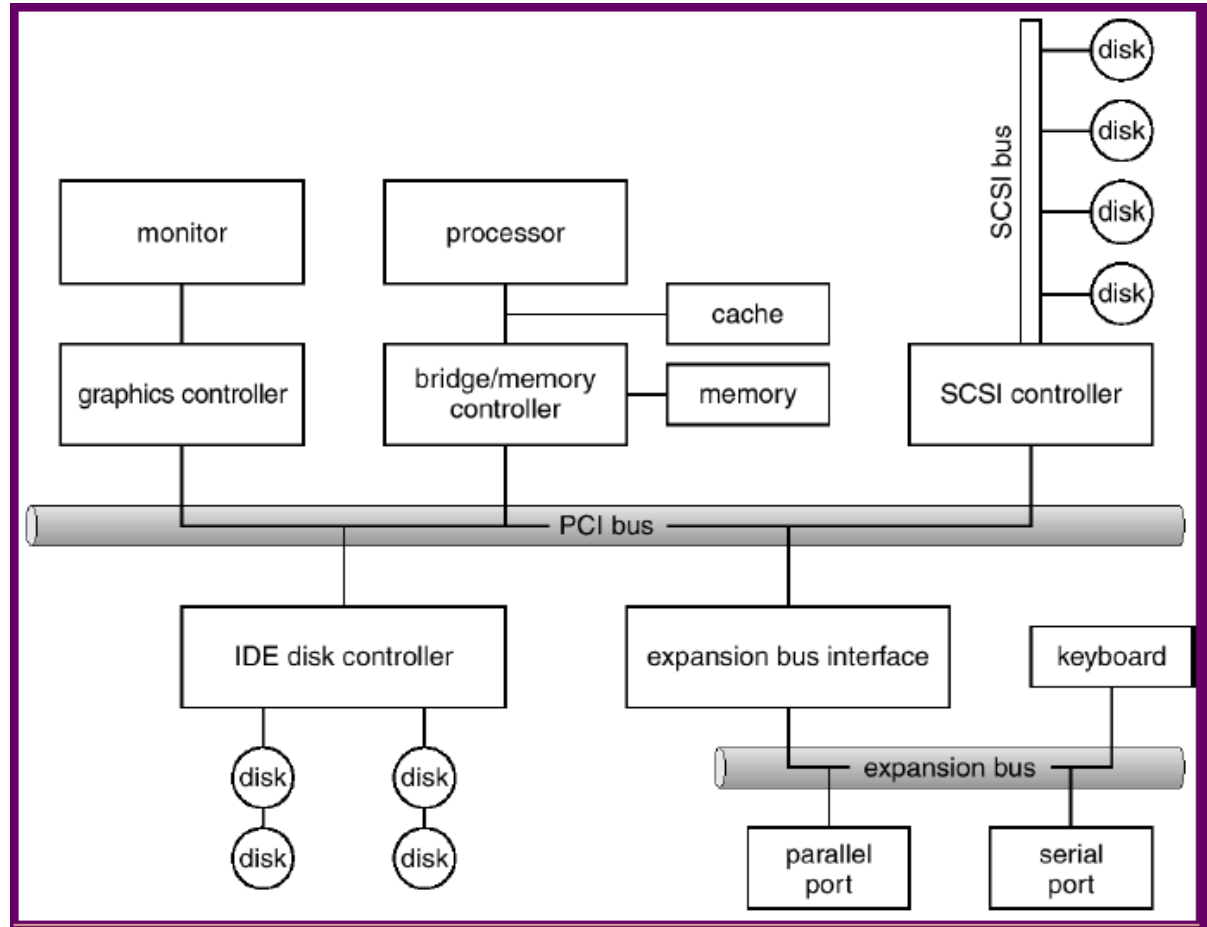 disk
disk
disk
disk
SCSI bus
monitor
processor
cache
graphics controller
bridge/memory
controller
memory
SCSI controller
PCI bus
IDE disk controller
expansion bus interface
keyboard
disk
disk
expansion bus
disk
disk
parallel
port
serial
port